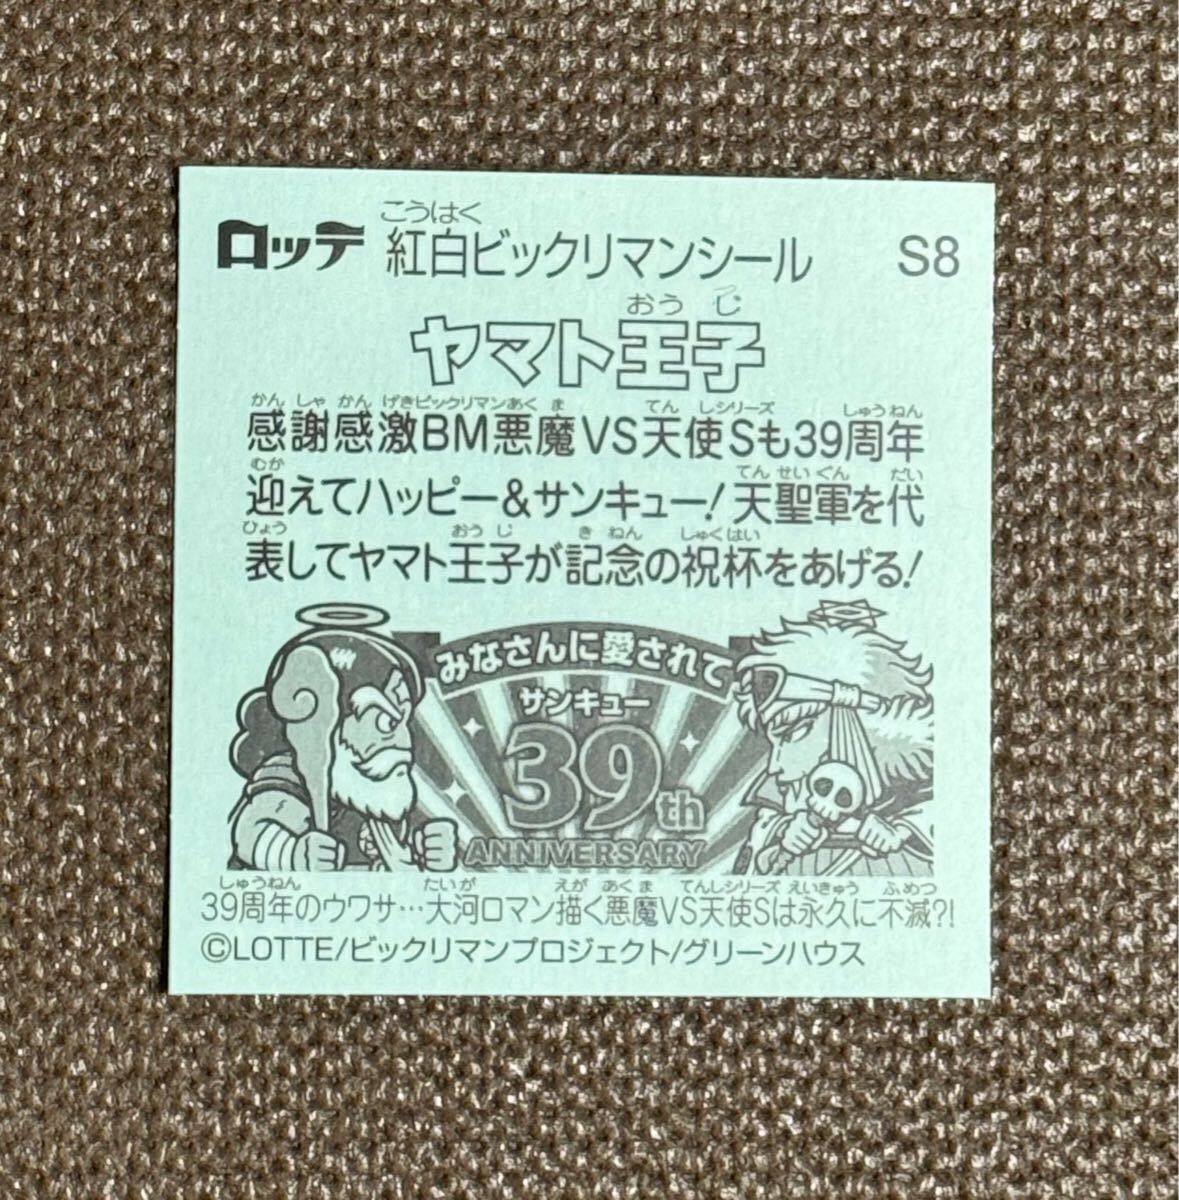 ロッテ 紅白ビックリマンシール S8
こうはく
おうじ
ヤマト王子
かん しゃ かん げきビックリマンあく ま てん しシリーズ しゅうねん
感謝感激BM悪魔VS天使Sも39周年
むか てん せい ぐん だい
迎えてハッピー&サンキュー!天聖軍を代
ひょう おう じ き ねん しゅくはい
表してヤマト王子が記念の祝杯をあげる!
みなさんに愛されて
サンキュー
39th
ANNIVERSARY
しゅうねん たいが えが あくま てんしシリーズ えいきゅう ふめつ
39周年のウワサ…大河ロマン描く悪魔VS天使Sは永久に不滅?!
©LOTTE/ビックリマンプロジェクト/グリーンハウス